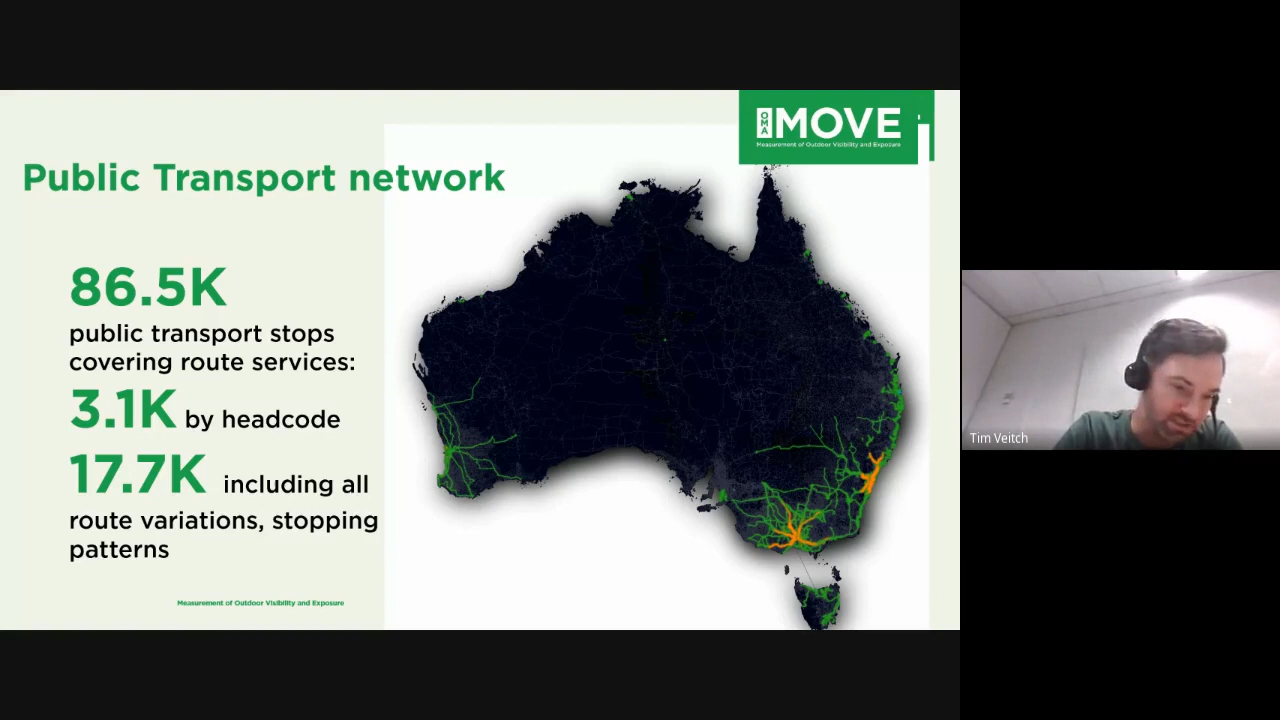 OMA MOVE
Measurement of Outdoor Visibility and Exposure
Public Transport network
86.5K
public transport stops
covering route services:
3.1K by headcode
17.7K including all
route variations, stopping
patterns
Measurement of Outdoor Visibility and Exposure
Tim Veitch